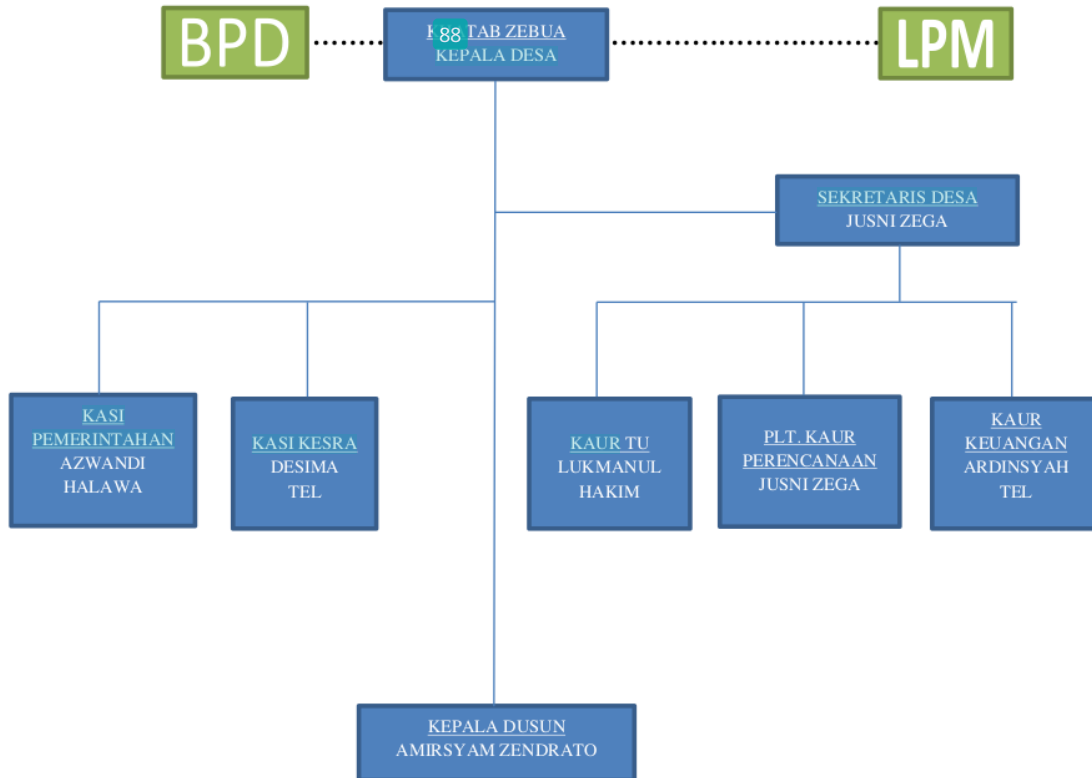 BPD
88
TAB ZEBUA
KEPALA DESA
LPM
SEKRETARIS DESA
JUSNI ZEGA
KASI
PEMERINTAHAN
AZWANDI
HALAWA
KASI KESRA
DESIMA
TEL
KAUR TU
LUKMANUL
HAKIM
PLT. KAUR
PERENCANAAN
JUSNI ZEGA
KAUR
KEUANGAN
ARDINSYAH
TEL
KEPALA DUSUN
AMIRSYAM ZENDRATO